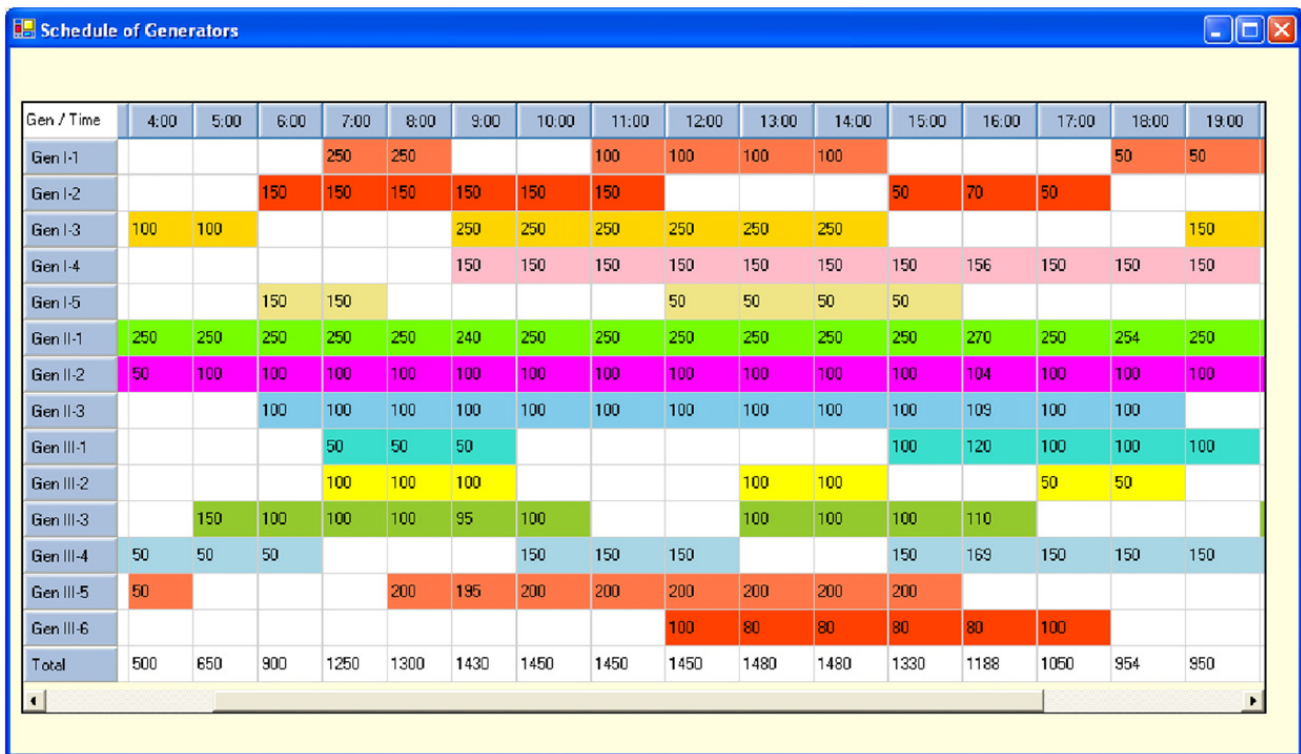 Schedule of Generators
Gen / Time 4:00 5:00 6:00 7:00 8:00 9:00 10:00 11:00 12:00 13:00 14:00 15:00 16:00 17:00 18:00 19:00
Gen I-1 250 250 100 100 100 100 50 50
Gen I-2 150 150 150 150 150 150 50 70 50
Gen I-3 100 100 250 250 250 250 250 250 150
Gen I-4 150 150 150 150 150 150 150 156 150 150 150
Gen I-5 150 150 50 50 50 50
Gen II-1 250 250 250 250 250 240 250 250 250 250 250 250 270 250 254 250
Gen II-2 50 100 100 100 100 100 100 100 100 100 100 100 104 100 100 100
Gen II-3 100 100 100 100 100 100 100 100 100 100 109 100 100
Gen III-1 50 50 50 100 120 100 100 100
Gen III-2 100 100 100 100 100 50 50
Gen III-3 150 100 100 100 95 100 100 100 100 110
Gen III-4 50 50 50 150 150 150 150 169 150 150 150
Gen III-5 50 200 195 200 200 200 200 200 200
Gen III-6 100 80 80 80 80 100
Total 500 650 900 1250 1300 1430 1450 1450 1450 1480 1480 1330 1188 1050 954 950